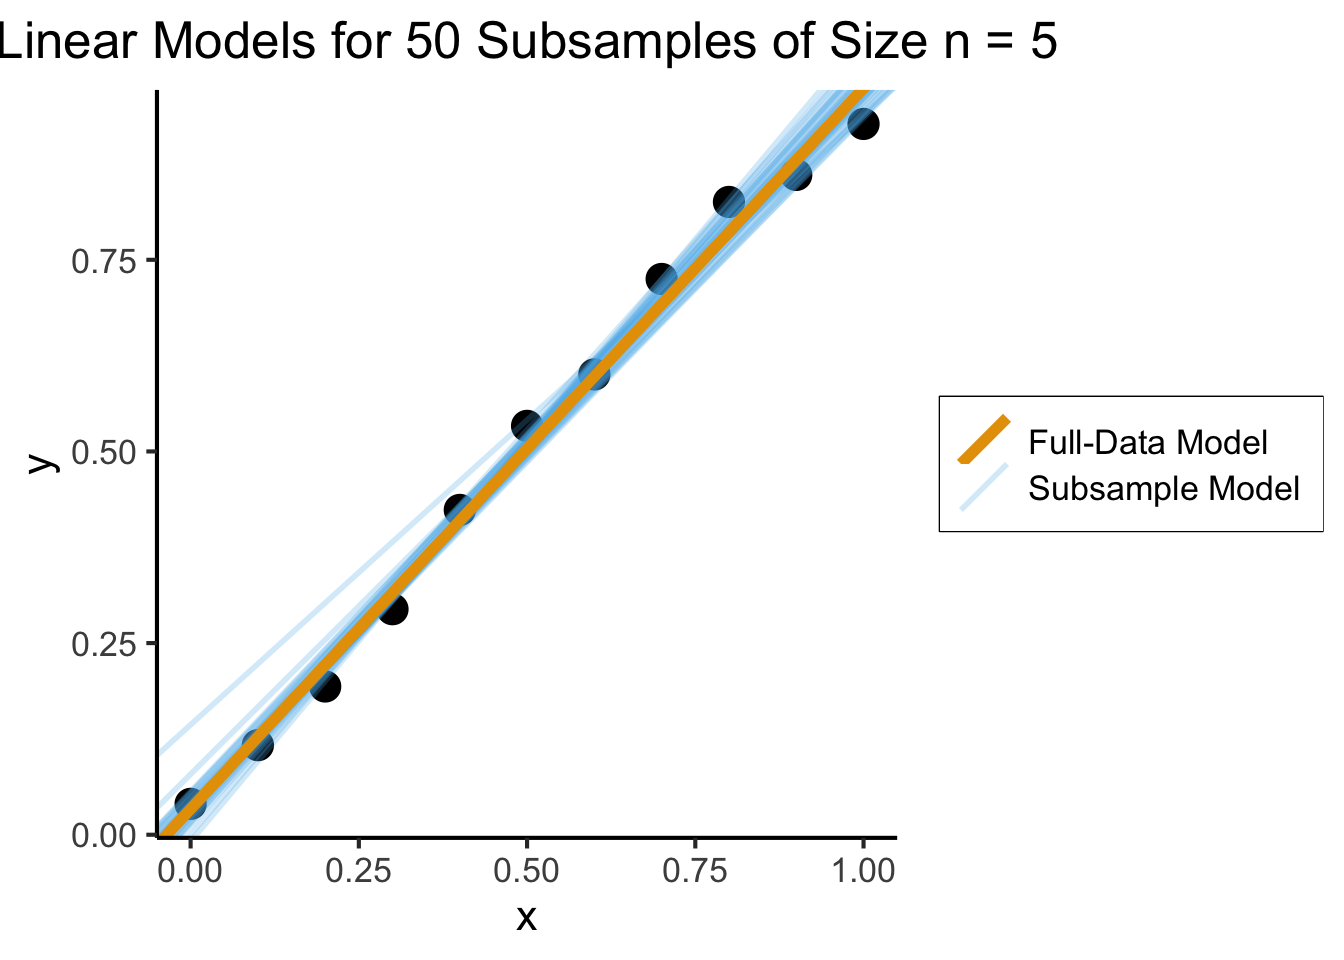 Linear Models for 50 Subsamples of Size n = 5
0.75
0.50
0.25
0.00
y
0.00 0.25 0.50 0.75 1.00
x
Full-Data Model
Subsample Model